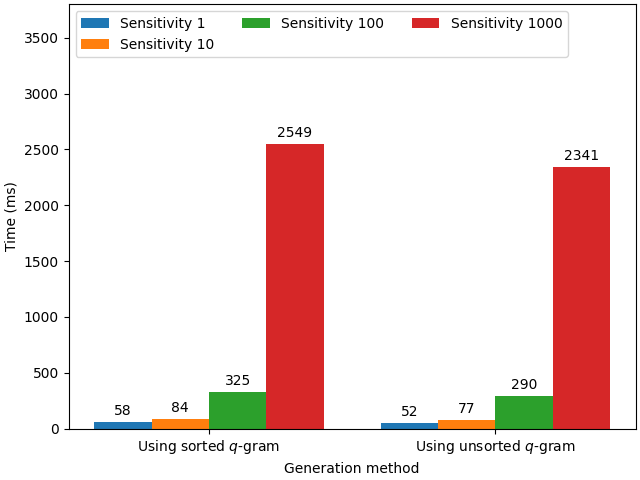 Sensitivity 1
Sensitivity 10
Sensitivity 100
Sensitivity 1000
Time (ms)
3500
3000
2500
2000
1500
1000
500
0
58
84
325
2549
52
77
290
2341
Using sorted q-gram
Using unsorted q-gram
Generation method